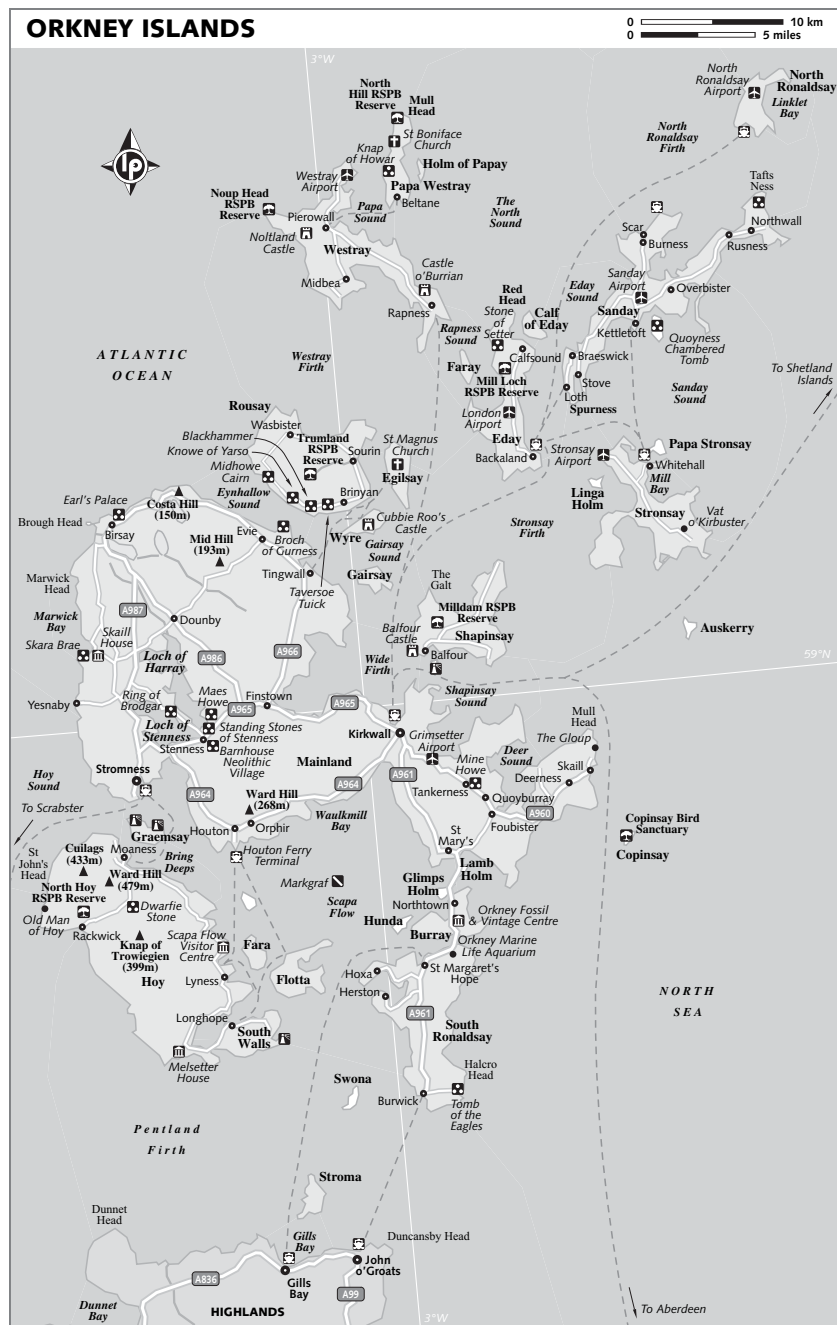 ORKNEY ISLANDS
0
10 km
0
5 miles
3°W
North
Ronaldsay
Airport
North
Ronaldsay
Linklet
Bay
North
Ronaldsay
Firth
North
Hill RSPB
Reserve
Mull
Head
St Boniface
Church
Knap
of Howar
Holm of Papay
Westray
Airport
Papa Westray
Beltane
Papa
Sound
The
North
Sound
Noup Head
RSPB
Reserve
Pierowall
Noltland
Castle
Westray
Midbea
Castle
o'Burrian
Rapness
Tafts
Ness
Northwall
Rusness
Scar
Burness
Sanday
Airport
Overbister
Eday
Sound
Sanday
Kettletoft
Quoyness
Chambered
Tomb
Red
Head
Stone
of
Setter
Calf
of Eday
Rapness
Sound
Calfsound
Braeswick
Faray
Mill Loch
RSPB Reserve
Stove
Loth
Spurness
Sanday
Sound
To Shetland
Islands
ATLANTIC
OCEAN
Westray
Firth
London
Airport
Eday
Backaland
Stronsay
Airport
Papa Stronsay
Whitehall
Mill
Bay
Linga
Holm
Stronsay
Vat
o'Kirbuster
Stronsay
Firth
Rousay
Wasbister
Blackhammer
Knowe of Yarso
Trumland
RSPB
Reserve
Sourin
Midhowe
Cairn
St Magnus
Church
Egilsay
Eynhallow
Sound
Brinyan
Cubbie Roo's
Castle
Wyre
Gairsay
Sound
Gairsay
Taversoe
Tuick
Earl's Palace
Costa Hill
(150m)
Brough Head
Birsay
Mid Hill
(193m)
Evie
Broch
of Gurness
Tingwall
Marwick
Head
Marwick
Bay
A987
Dounby
Skaill
House
Skara Brae
Loch of
Harray
A986
A966
The
Galt
Milldam RSPB
Reserve
Balfour
Castle
Shapinsay
Balfour
Auskerry
Wide
Firth
59°N
Shapinsay
Sound
Yesnaby
Ring of
Brodgar
Maes
Howe
Finstown
A965
A965
Loch of
Stenness
Standing Stones
of Stenness
Stenness
Barnhouse
Neolithic
Village
Mainland
Kirkwall
Grimsetter
Airport
Mull
Head
The Gloup
Mine
Howe
Deer
Sound
Skaill
Deerness
A961
Tankerness
Quoyburray
A960
Foubister
Hoy
Sound
Stromness
A964
Ward Hill
(268m)
A964
Waulkmill
Bay
To Scrabster
Houton
Orphir
Graemsay
St
Mary's
Lamb
Holm
Copinsay Bird
Sanctuary
Copinsay
Houton Ferry
Terminal
St
John's
Head
Cuilags
(433m)
Moaness
Bring
Deeps
Ward Hill
(479m)
North Hoy
RSPB Reserve
Dwarfie
Stone
Old Man
of Hoy
Rackwick
Markgraf
Scapa
Flow
Glimps
Holm
Northtown
Hunda
Burray
Orkney Fossil
& Vintage Centre
Orkney Marine
Life Aquarium
Knap of
Trowiegien
(399m)
Scapa Flow
Visitor
Centre
Fara
Hoy
Lyness
Flotta
Hoxa
St Margaret's
Hope
Herston
A961
NORTH
SEA
Longhope
South
Walls
South
Ronaldsay
Melsetter
House
Halcro
Head
Swona
Burwick
Tomb
of the
Eagles
Pentland
Firth
Stroma
Dunnet
Head
Gills
Bay
Duncansby Head
John
o'Groats
A836
Gills
Bay
Dunnet
Bay
HIGHLANDS
A99
3°W
To Aberdeen